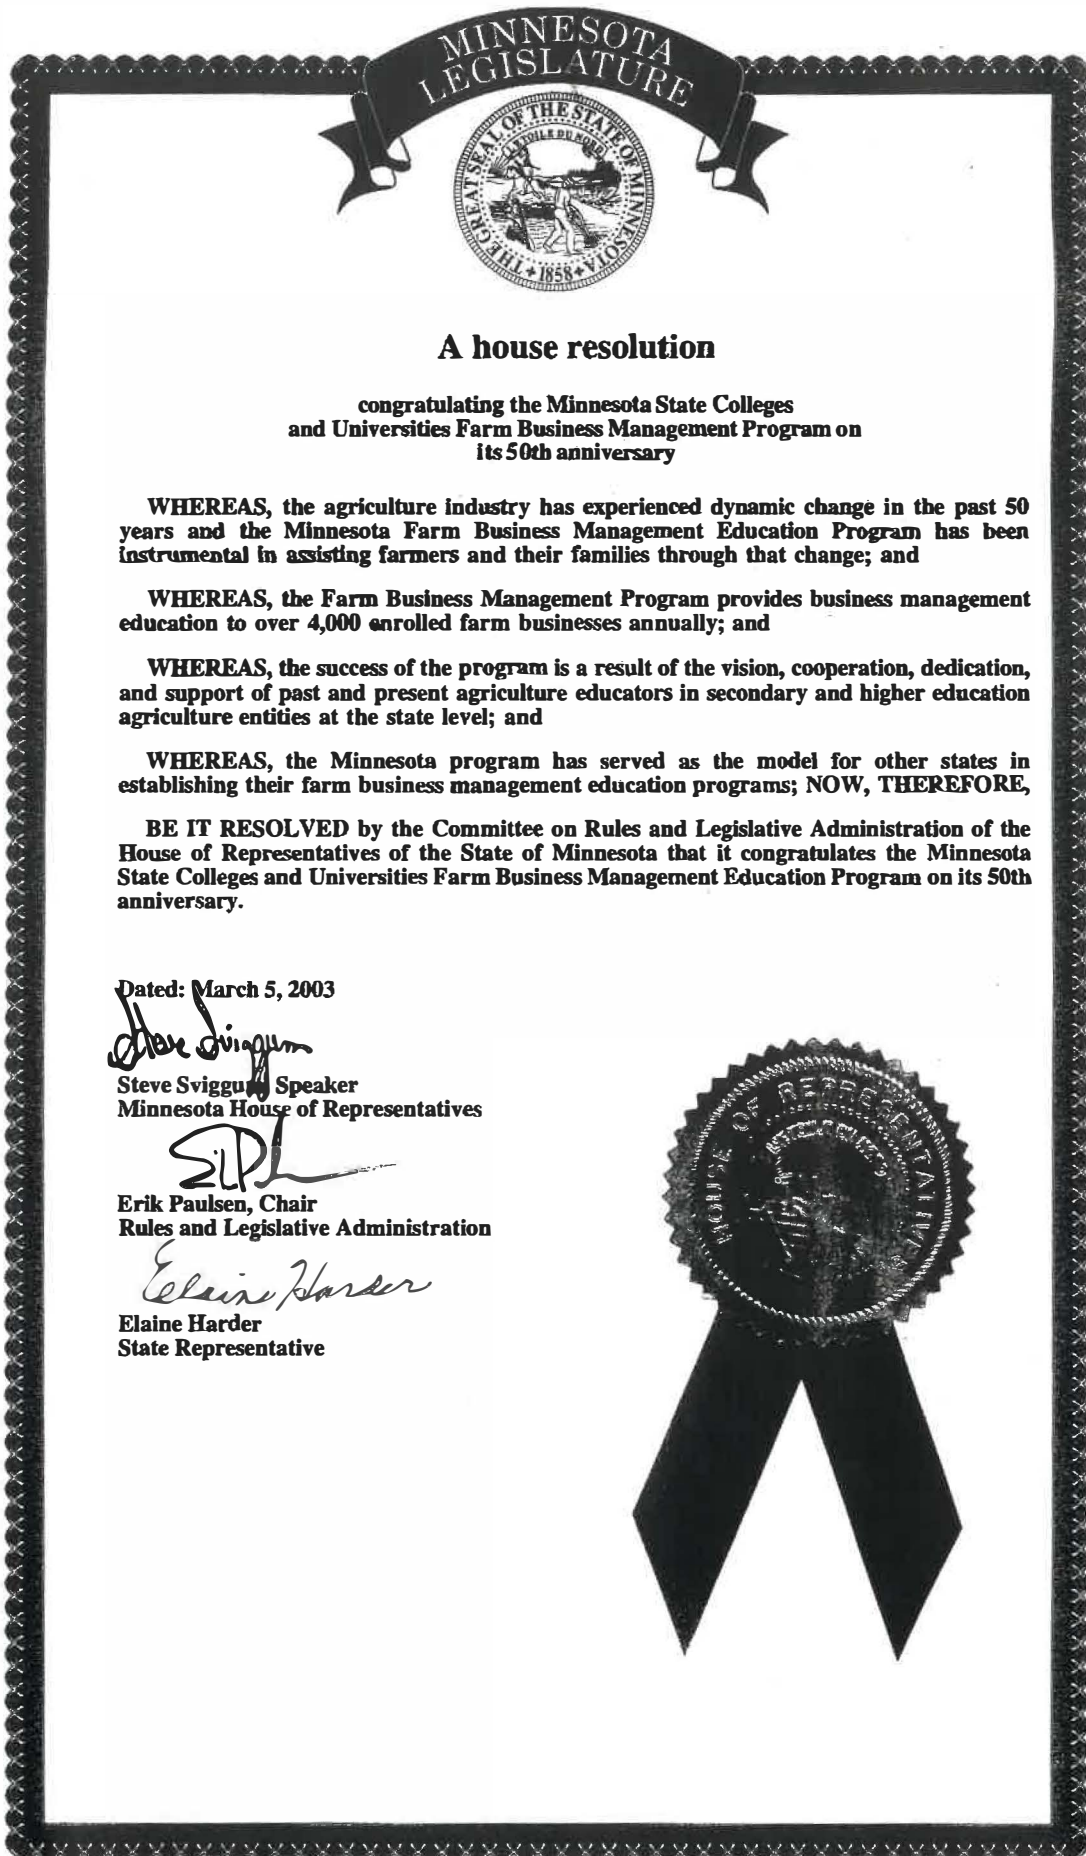 MINNESOTA
LEGISLATURE
THE GREAT SEAL OF THE STATE OF MINNESOTA
L'ETOILE DU NORD
1858
A house resolution
congratulating the Minnesota State Colleges
and Universities Farm Business Management Program on
its 50th anniversary
WHEREAS, the agriculture industry has experienced dynamic change in the past 50
years and the Minnesota Farm Business Management Education Program has been
instrumental in assisting farmers and their families through that change; and
WHEREAS, the Farm Business Management Program provides business management
education to over 4,000 enrolled farm businesses annually; and
WHEREAS, the success of the program is a result of the vision, cooperation, dedication,
and support of past and present agriculture educators in secondary and higher education
agriculture entities at the state level; and
WHEREAS, the Minnesota program has served as the model for other states in
establishing their farm business management education programs; NOW, THEREFORE,
BE IT RESOLVED by the Committee on Rules and Legislative Administration of the
House of Representatives of the State of Minnesota that it congratulates the Minnesota
State Colleges and Universities Farm Business Management Education Program on its 50th
anniversary.
Dated: March 5, 2003
Steve Sviggum
Steve Sviggum, Speaker
Minnesota House of Representatives
Erik Paulsen, Chair
Rules and Legislative Administration
Elaine Harder
Elaine Harder
State Representative
HOUSE OF REPRESENTATIVES